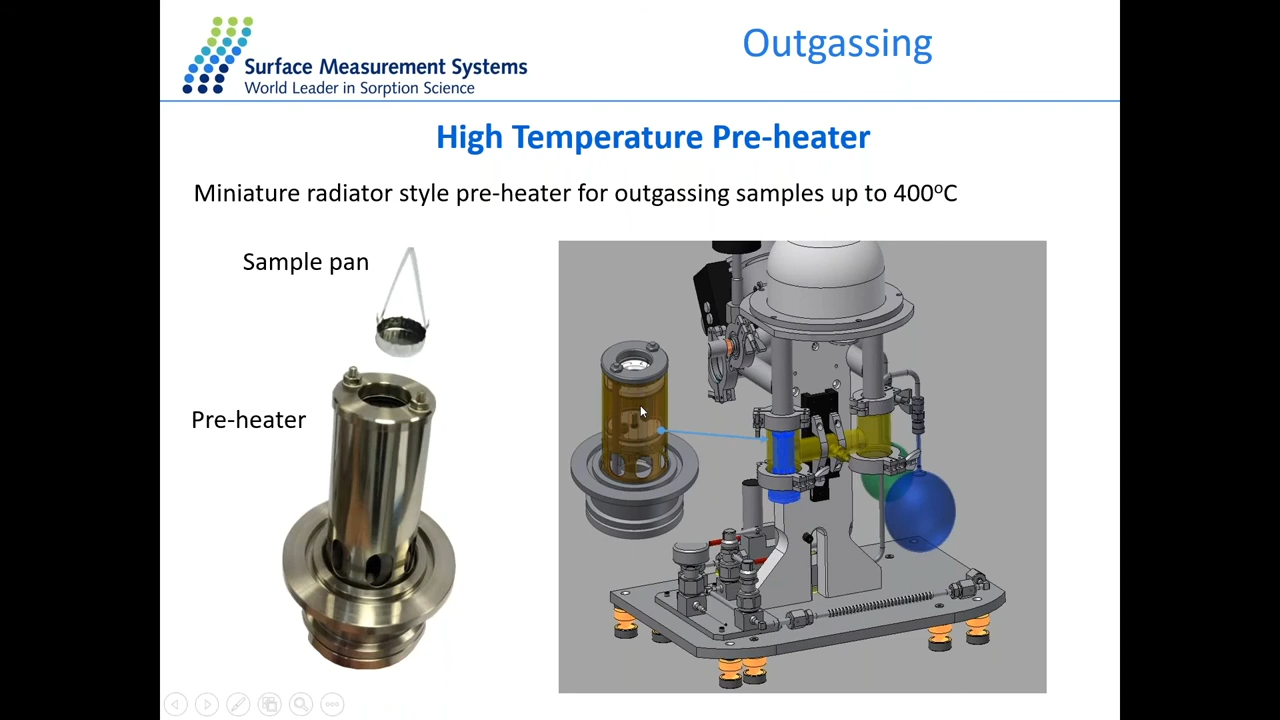 Surface Measurement Systems
World Leader in Sorption Science
Outgassing
High Temperature Pre-heater
Miniature radiator style pre-heater for outgassing samples up to 400ºC
Sample pan
Pre-heater